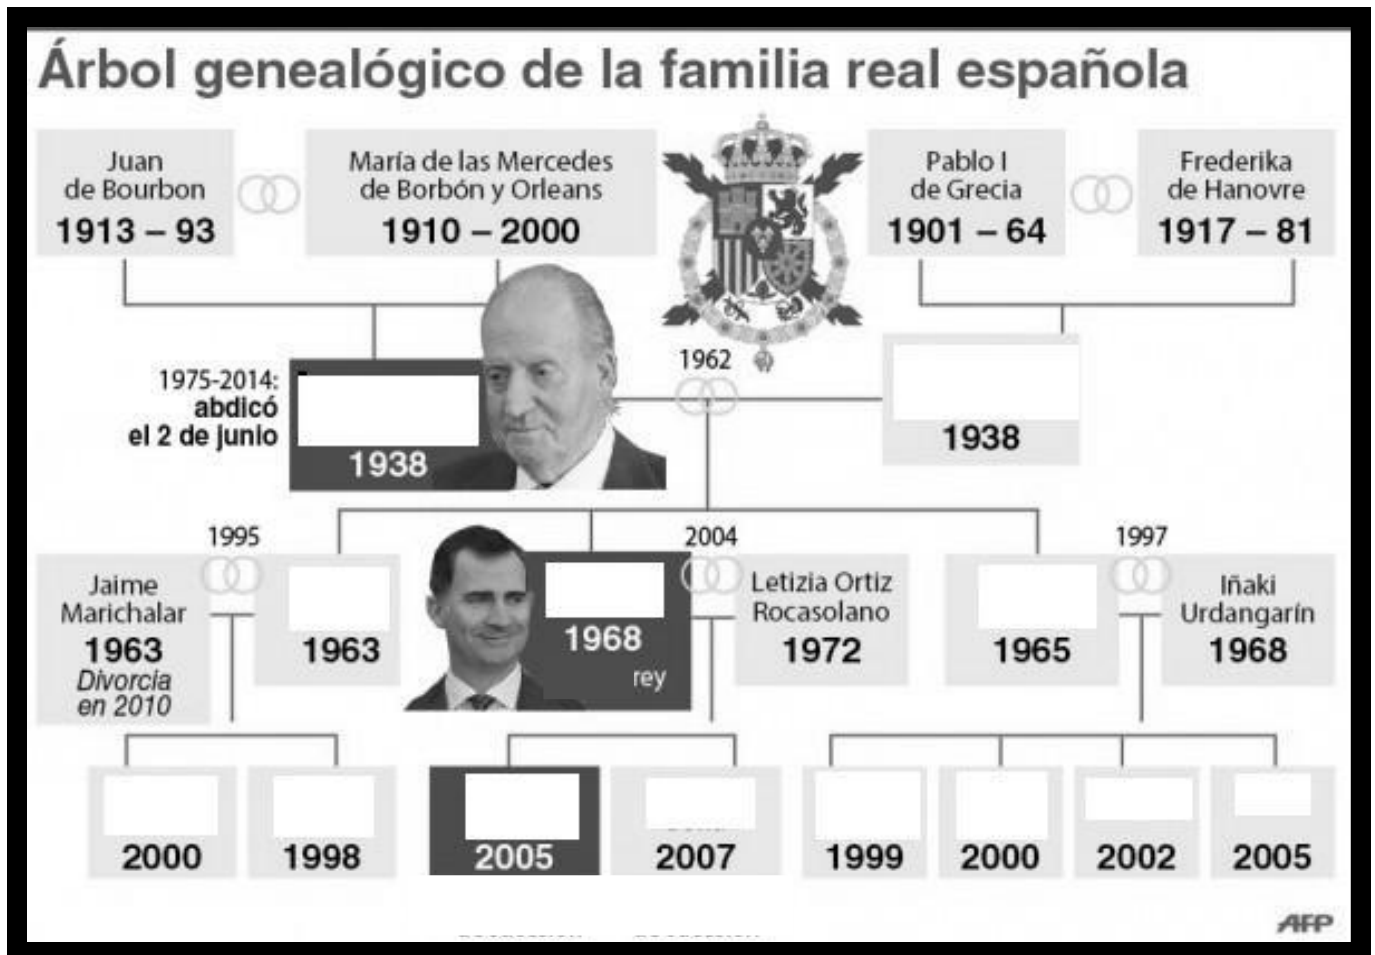 Árbol genealógico de la familia real española
Juan
de Bourbon
1913 – 93
María de las Mercedes
de Borbón y Orleans
1910 – 2000
Pablo I
de Grecia
1901 – 64
Frederika
de Hanovre
1917 – 81
1975-2014:
abdicó
el 2 de junio
1938
1962
1938
1995
Jaime
Marichalar
1963
Divorcia
en 2010
1963
1968
rey
2004
Letizia Ortiz
Rocasolano
1972
1965
1997
Iñaki
Urdangarín
1968
2000
1998
2005
2007
1999
2000
2002
2005
AFP